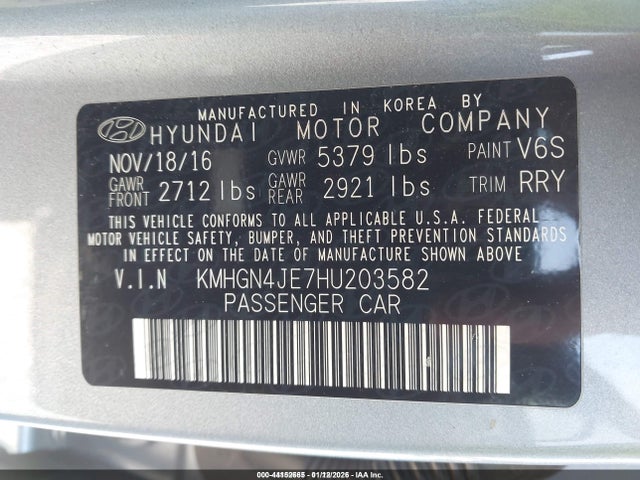 MANUFACTURED IN KOREA BY
HYUNDAI MOTOR COMPANY
NOV/18/16 GVWR 5379 lbs PAINT V6S
GAWR FRONT 2712 lbs GAWR REAR 2921 lbs TRIM RRY
THIS VEHICLE CONFORMS TO ALL APPLICABLE U.S.A. FEDERAL
MOTOR VEHICLE SAFETY, BUMPER, AND THEFT PREVENTION STANDARDS
IN EFFECT ON THE DATE OF MANUFACTURE SHOWN ABOVE
V.I.N KMHGN4JE7HU203582
PASSENGER CAR
000-44152665 - 01/12/2026 - IAA Corp.